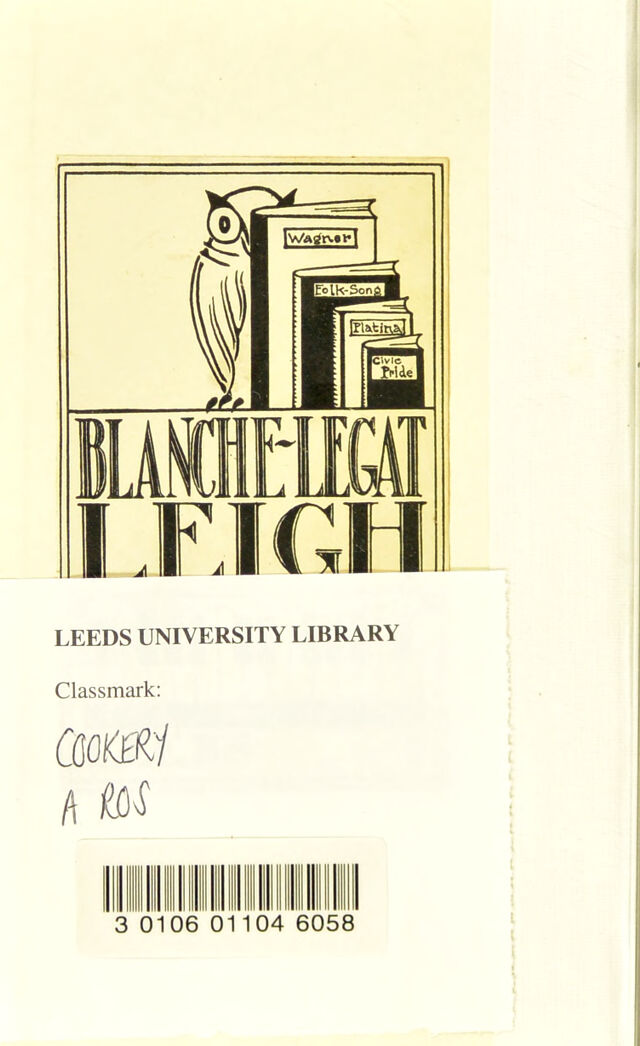 Wagner
Folk-Song
Platina
Civic
Pride
BLANCHE-LEGAT
LEIGH
LEEDS UNIVERSITY LIBRARY
Classmark:
COOKERY
A ROS
3 0106 01104 6058